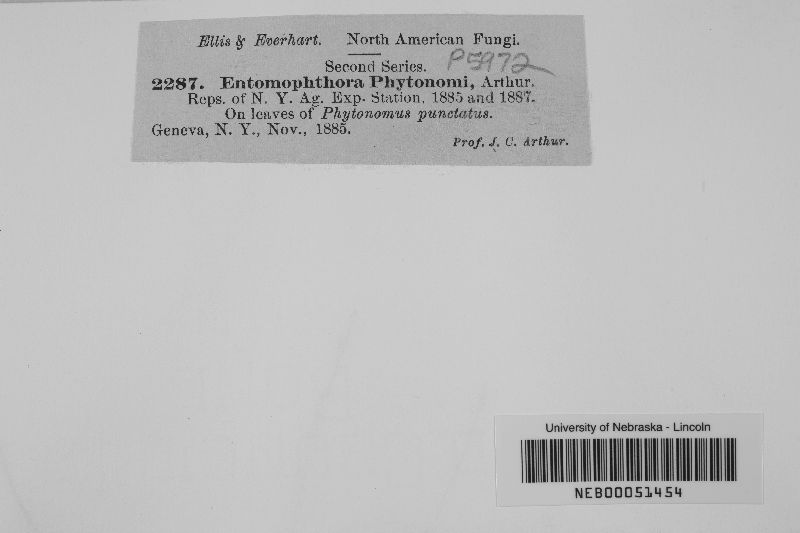 Ellis & Everhart. North American Fungi.
P5972
Second Series.
2287. Entomophthora Phytonomi, Arthur.
Reps. of N. Y. Ag. Exp. Station, 1885 and 1887.
On leaves of Phytonomus punctatus.
Geneva, N. Y., Nov., 1885.
Prof. J. C. Arthur.
University of Nebraska - Lincoln
NEB00051454